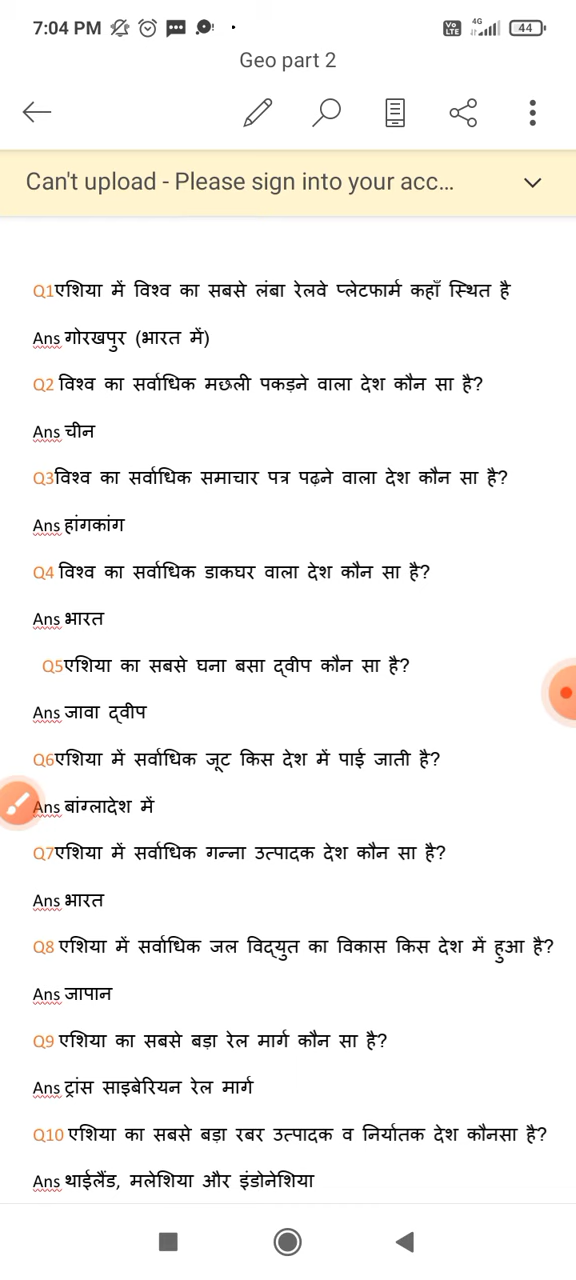 7:04 PM
4G
Vo LTE
44
Geo part 2
Can't upload - Please sign into your acc...
Q1एशिया में विश्व का सबसे लंबा रेलवे प्लेटफार्म कहाँ स्थित है
Ans गोरखपुर (भारत में)
Q2 विश्व का सर्वाधिक मछली पकड़ने वाला देश कौन सा है?
Ans चीन
Q3विश्व का सर्वाधिक समाचार पत्र पढ़ने वाला देश कौन सा है?
Ans हांगकांग
Q4 विश्व का सर्वाधिक डाकघर वाला देश कौन सा है?
Ans भारत
Q5एशिया का सबसे घना बसा द्वीप कौन सा है?
Ans जावा द्वीप
Q6एशिया में सर्वाधिक जूट किस देश में पाई जाती है?
Ans बांग्लादेश में
Q7एशिया में सर्वाधिक गन्ना उत्पादक देश कौन सा है?
Ans भारत
Q8 एशिया में सर्वाधिक जल विद्युत का विकास किस देश में हुआ है?
Ans जापान
Q9 एशिया का सबसे बड़ा रेल मार्ग कौन सा है?
Ans ट्रांस साइबेरियन रेल मार्ग
Q10 एशिया का सबसे बड़ा रबर उत्पादक व निर्यातक देश कौनसा है?
Ans थाईलैंड, मलेशिया और इंडोनेशिया